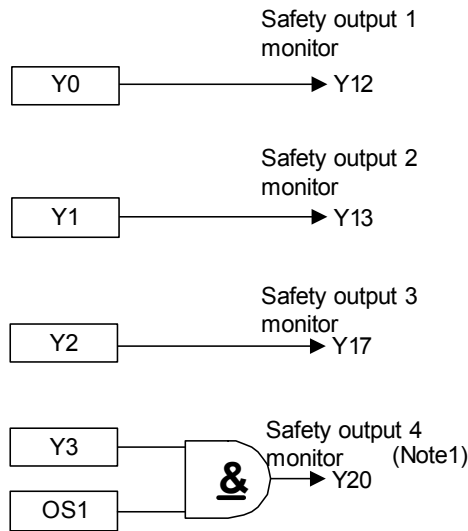 Safety output 1
monitor
Y0
Y12
Safety output 2
monitor
Y1
Y13
Safety output 3
monitor
Y2
Y17
Safety output 4
monitor (Note1)
Y3
&
Y20
OS1